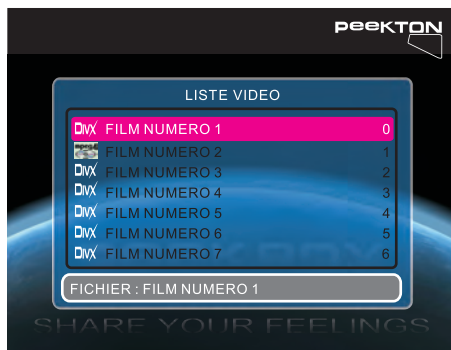 PEEKTON
LISTE VIDEO
DIVX FILM NUMERO 1 0
FILM NUMERO 2 1
DIVX FILM NUMERO 3 2
DIVX FILM NUMERO 4 3
DIVX FILM NUMERO 5 4
DIVX FILM NUMERO 6 5
DIVX FILM NUMERO 7 6
FICHIER : FILM NUMERO 1
SHARE YOUR FEELINGS